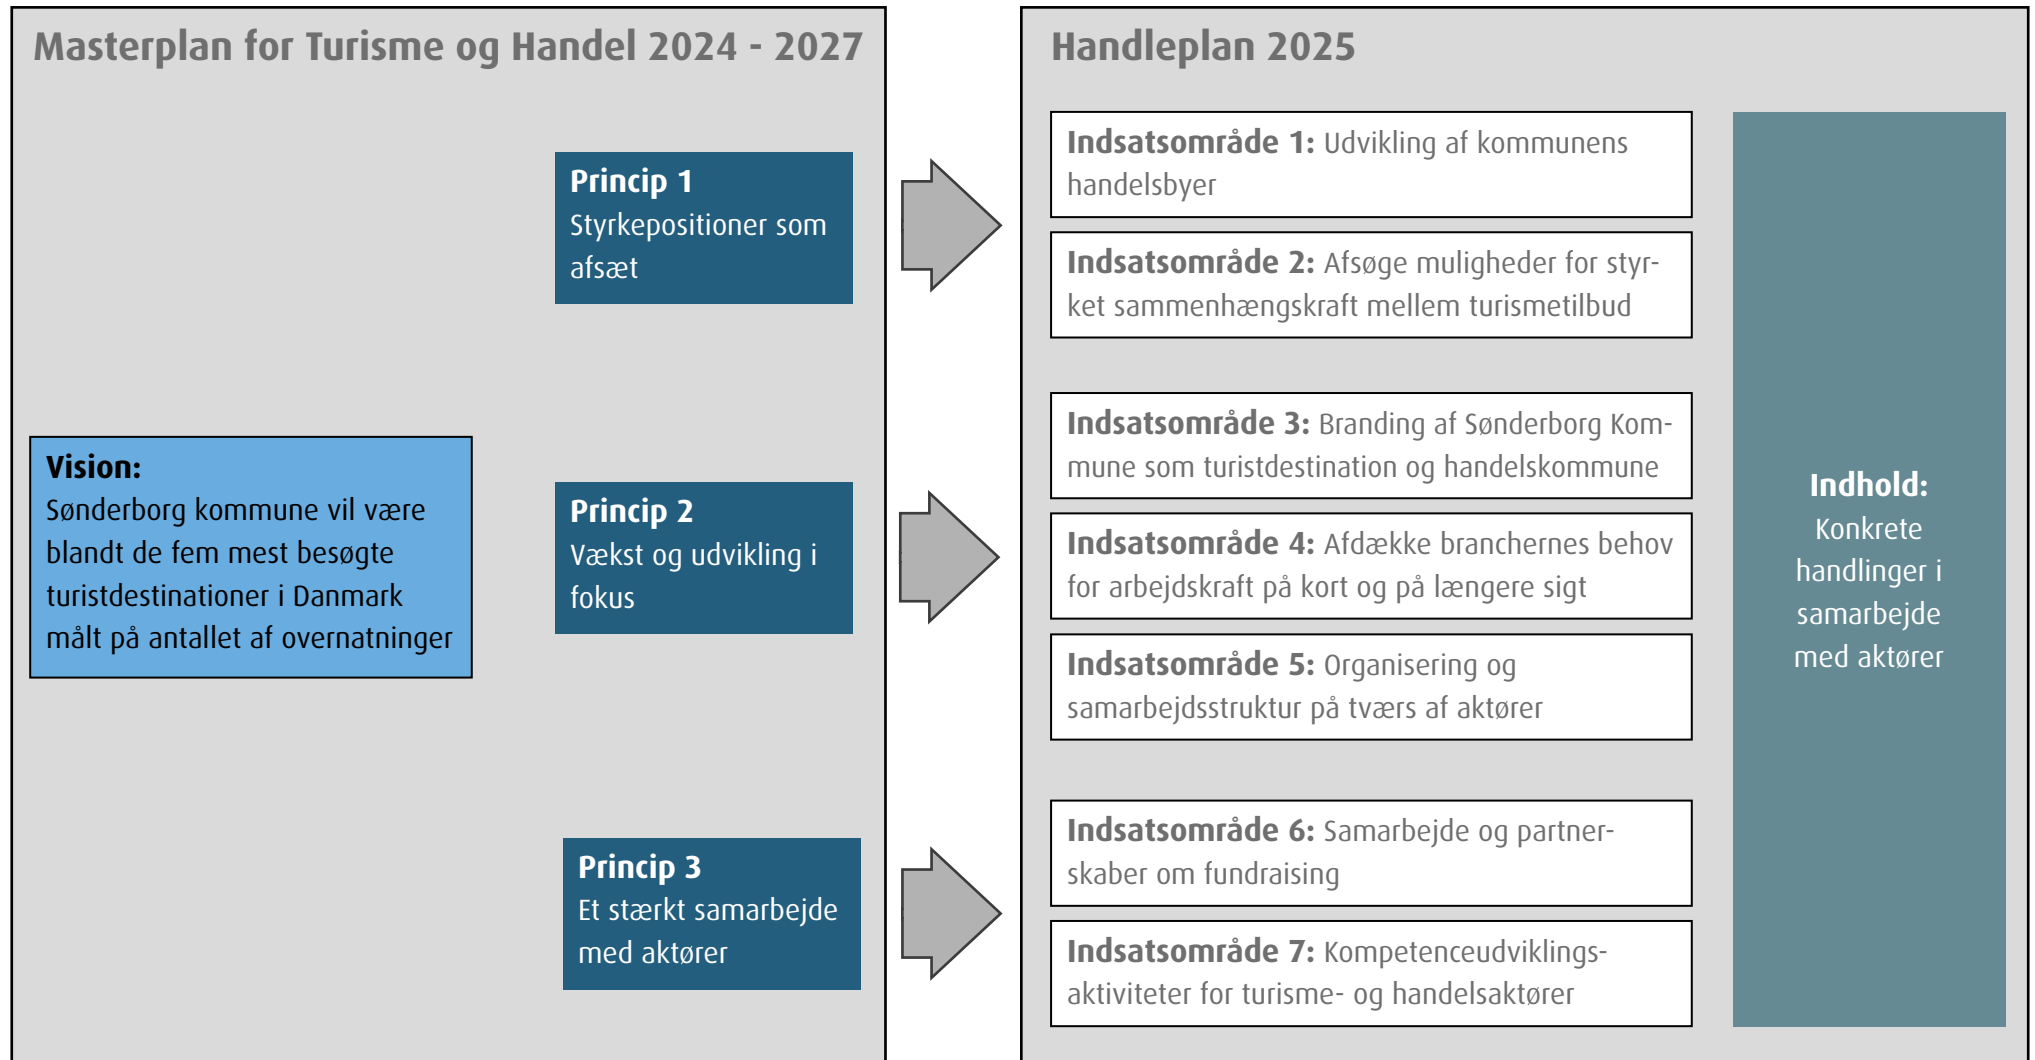 Masterplan for Turisme og Handel 2024 - 2027
Vision:
Sønderborg kommune vil være
blandt de fem mest besøgte
turistdestinationer i Danmark
målt på antallet af overnatninger
Princip 1
Styrkepositioner som
afsæt
Princip 2
Vækst og udvikling i
fokus
Princip 3
Et stærkt samarbejde
med aktører
Handleplan 2025
Indsatsområde 1: Udvikling af kommunens
handelsbyer
Indsatsområde 2: Afsøge muligheder for styr-
ket sammenhængskraft mellem turismetilbud
Indsatsområde 3: Branding af Sønderborg Kom-
mune som turistdestination og handelskommune
Indsatsområde 4: Afdække branchernes behov
for arbejdskraft på kort og på længere sigt
Indsatsområde 5: Organisering og
samarbejdsstruktur på tværs af aktører
Indsatsområde 6: Samarbejde og partner-
skaber om fundraising
Indsatsområde 7: Kompetenceudviklings-
aktiviteter for turisme- og handelsaktører
Indhold:
Konkrete
handlinger i
samarbejde
med aktører